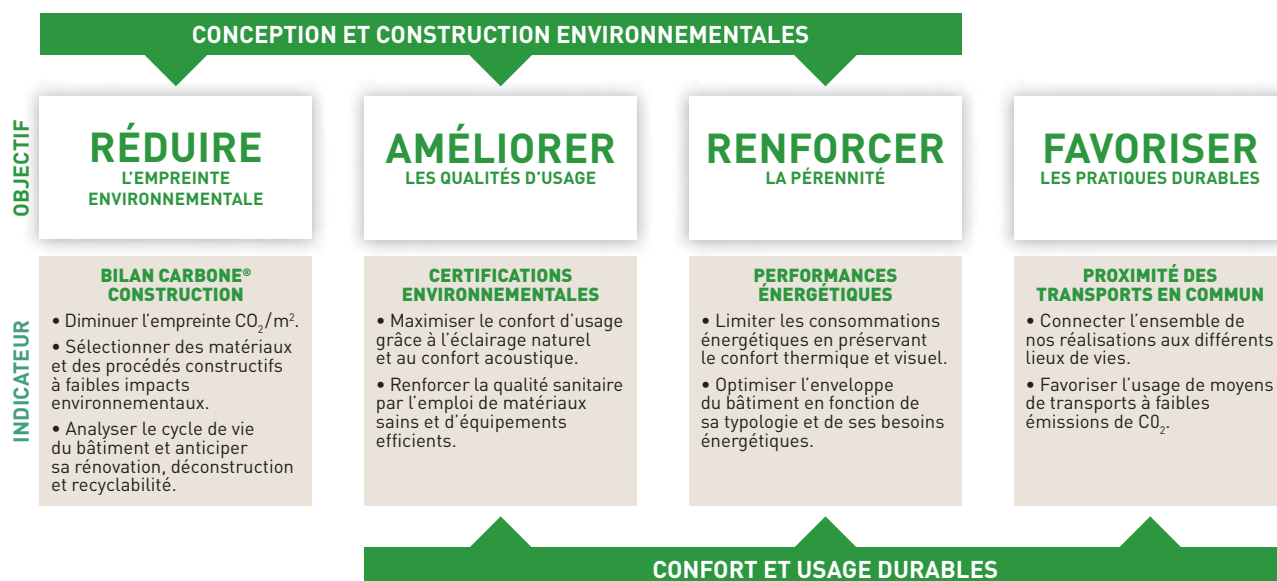 CONCEPTION ET CONSTRUCTION ENVIRONNEMENTALES
OBJECTIF
RÉDUIRE
L’EMPREINTE
ENVIRONNEMENTALE
AMÉLIORER
LES QUALITÉS D’USAGE
RENFORCER
LA PÉRENNITÉ
FAVORISER
LES PRATIQUES DURABLES
INDICATEUR
BILAN CARBONE®
CONSTRUCTION
• Diminuer l’empreinte CO₂/m².
• Sélectionner des matériaux
et des procédés constructifs
à faibles impacts
environnementaux.
• Analyser le cycle de vie
du bâtiment et anticiper
sa rénovation, déconstruction
et recyclabilité.
CERTIFICATIONS
ENVIRONNEMENTALES
• Maximiser le confort d’usage
grâce à l’éclairage naturel
et au confort acoustique.
• Renforcer la qualité sanitaire
par l’emploi de matériaux
sains et d’équipements
efficients.
PERFORMANCES
ÉNERGÉTIQUES
• Limiter les consommations
énergétiques en préservant
le confort thermique et visuel.
• Optimiser l’enveloppe
du bâtiment en fonction de
sa typologie et de ses besoins
énergétiques.
PROXIMITÉ DES
TRANSPORTS EN COMMUN
• Connecter l’ensemble de
nos réalisations aux différents
lieux de vies.
• Favoriser l’usage de moyens
de transports à faibles
émissions de C0₂.
CONFORT ET USAGE DURABLES